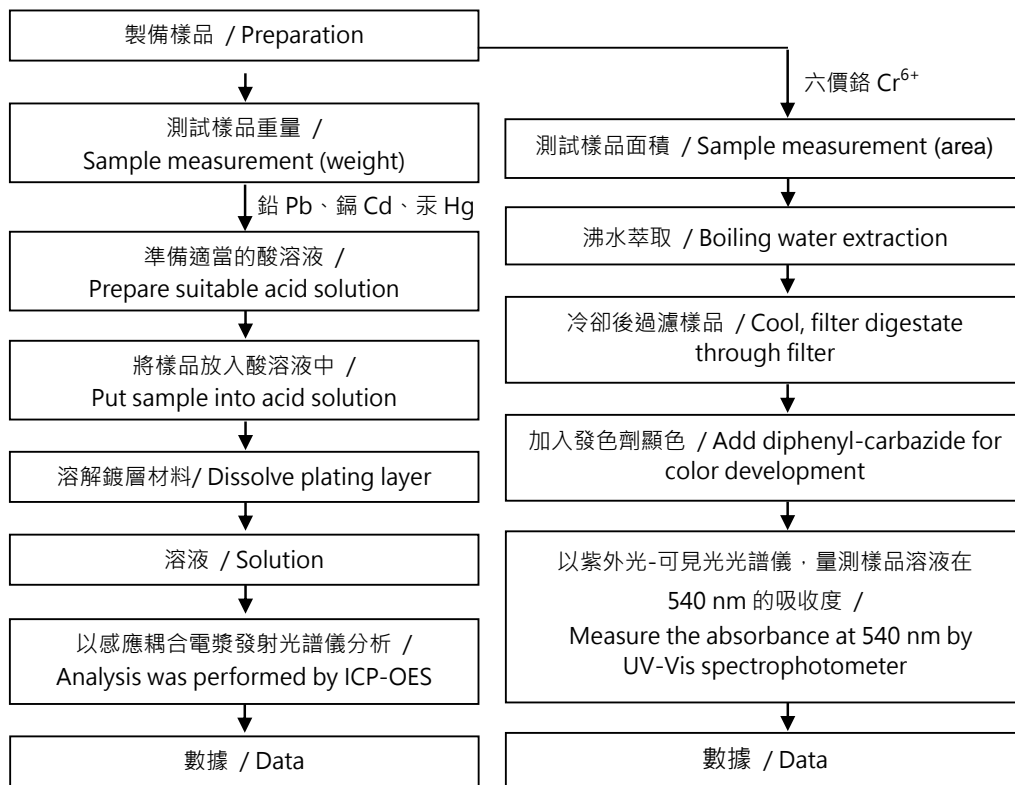 製備樣品 / Preparation
測試樣品重量 /
Sample measurement (weight)
鉛 Pb、鎘 Cd、汞 Hg
準備適當的酸溶液 /
Prepare suitable acid solution
將樣品放入酸溶液中 /
Put sample into acid solution
溶解鍍層材料/ Dissolve plating layer
溶液 / Solution
以感應耦合電漿發射光譜儀分析 /
Analysis was performed by ICP-OES
數據 / Data
六價鉻 Cr⁶⁺
測試樣品面積 / Sample measurement (area)
沸水萃取 / Boiling water extraction
冷卻後過濾樣品 / Cool, filter digestate
through filter
加入發色劑顯色 / Add diphenyl-carbazide for
color development
以紫外光-可見光光譜儀，量測樣品溶液在
540 nm 的吸收度 /
Measure the absorbance at 540 nm by
UV-Vis spectrophotometer
數據 / Data